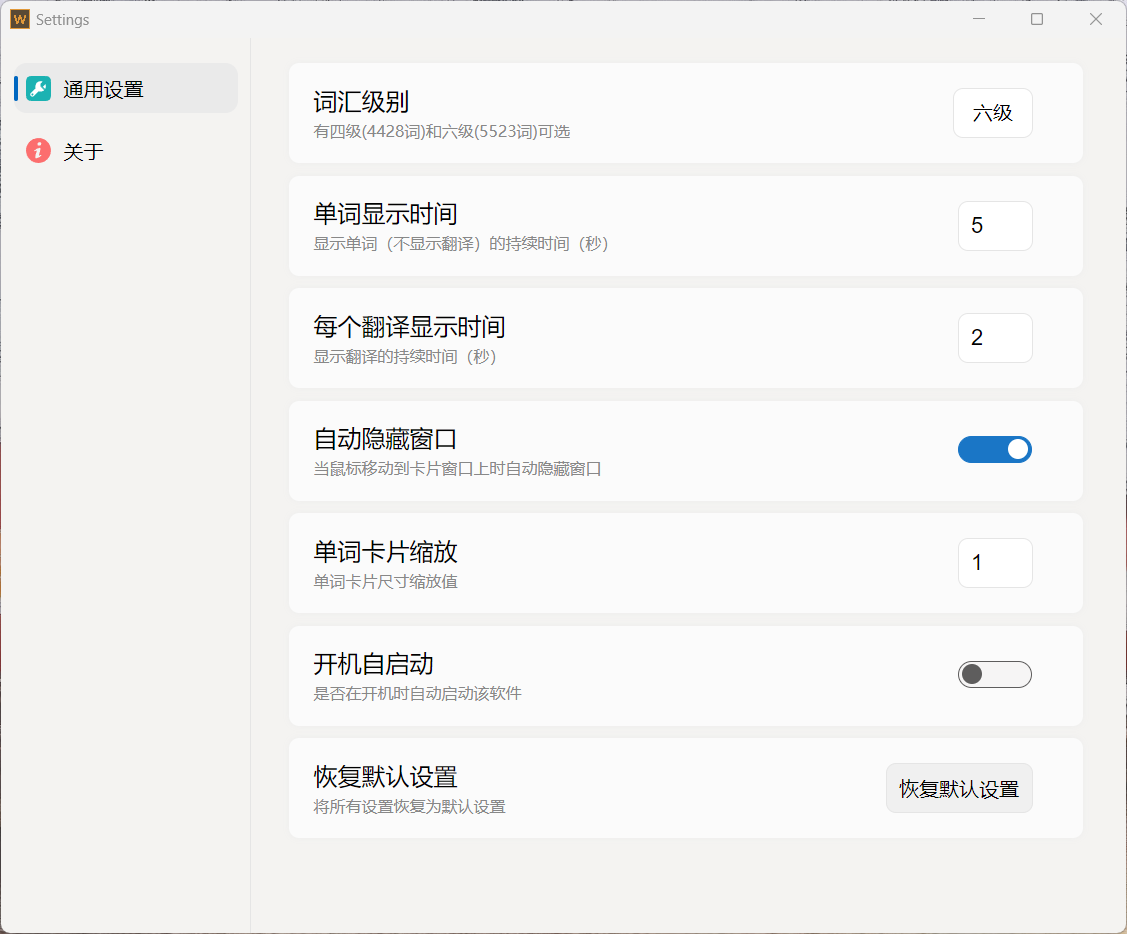 W Settings
通用设置
关于
词汇级别
有四级(4428词)和六级(5523词)可选
六级
单词显示时间
显示单词（不显示翻译）的持续时间（秒）
5
每个翻译显示时间
显示翻译的持续时间（秒）
2
自动隐藏窗口
当鼠标移动到卡片窗口上时自动隐藏窗口
单词卡片缩放
单词卡片尺寸缩放值
1
开机自启动
是否在开机时自动启动该软件
恢复默认设置
将所有设置恢复为默认设置
恢复默认设置